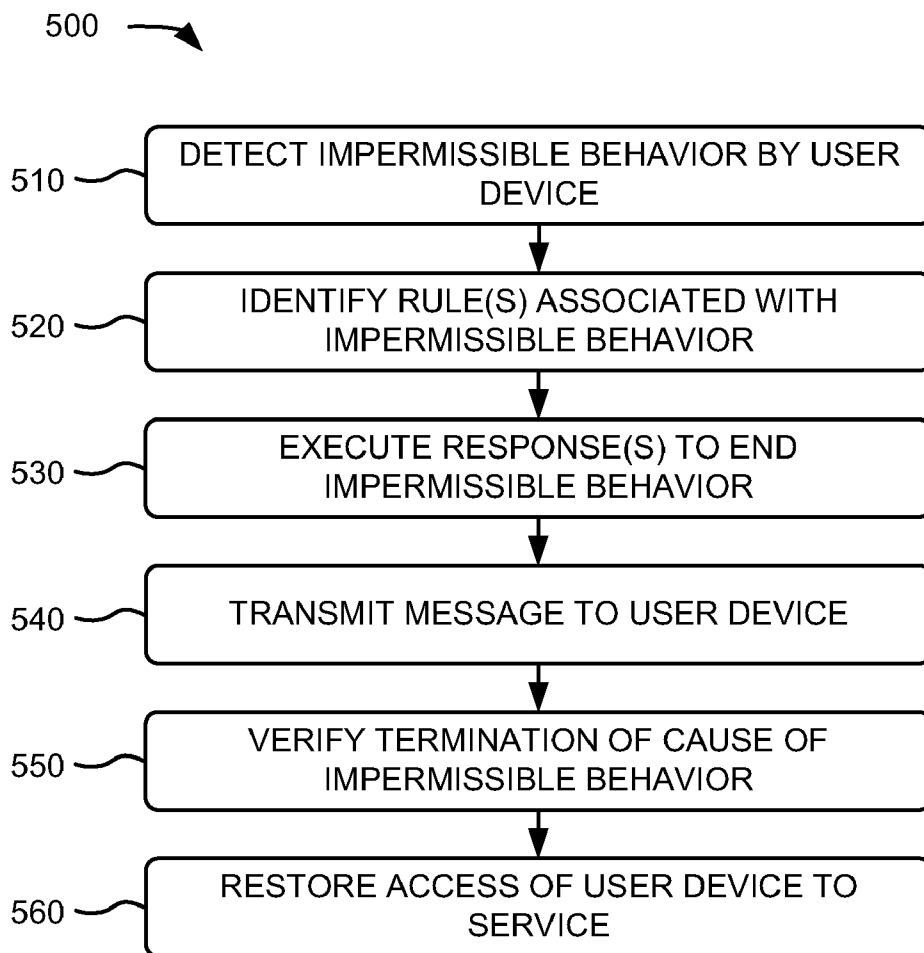 500
510
DETECT IMPERMISSIBLE BEHAVIOR BY USER
DEVICE
520
IDENTIFY RULE(S) ASSOCIATED WITH
IMPERMISSIBLE BEHAVIOR
530
EXECUTE RESPONSE(S) TO END
IMPERMISSIBLE BEHAVIOR
540
TRANSMIT MESSAGE TO USER DEVICE
550
VERIFY TERMINATION OF CAUSE OF
IMPERMISSIBLE BEHAVIOR
560
RESTORE ACCESS OF USER DEVICE TO
SERVICE